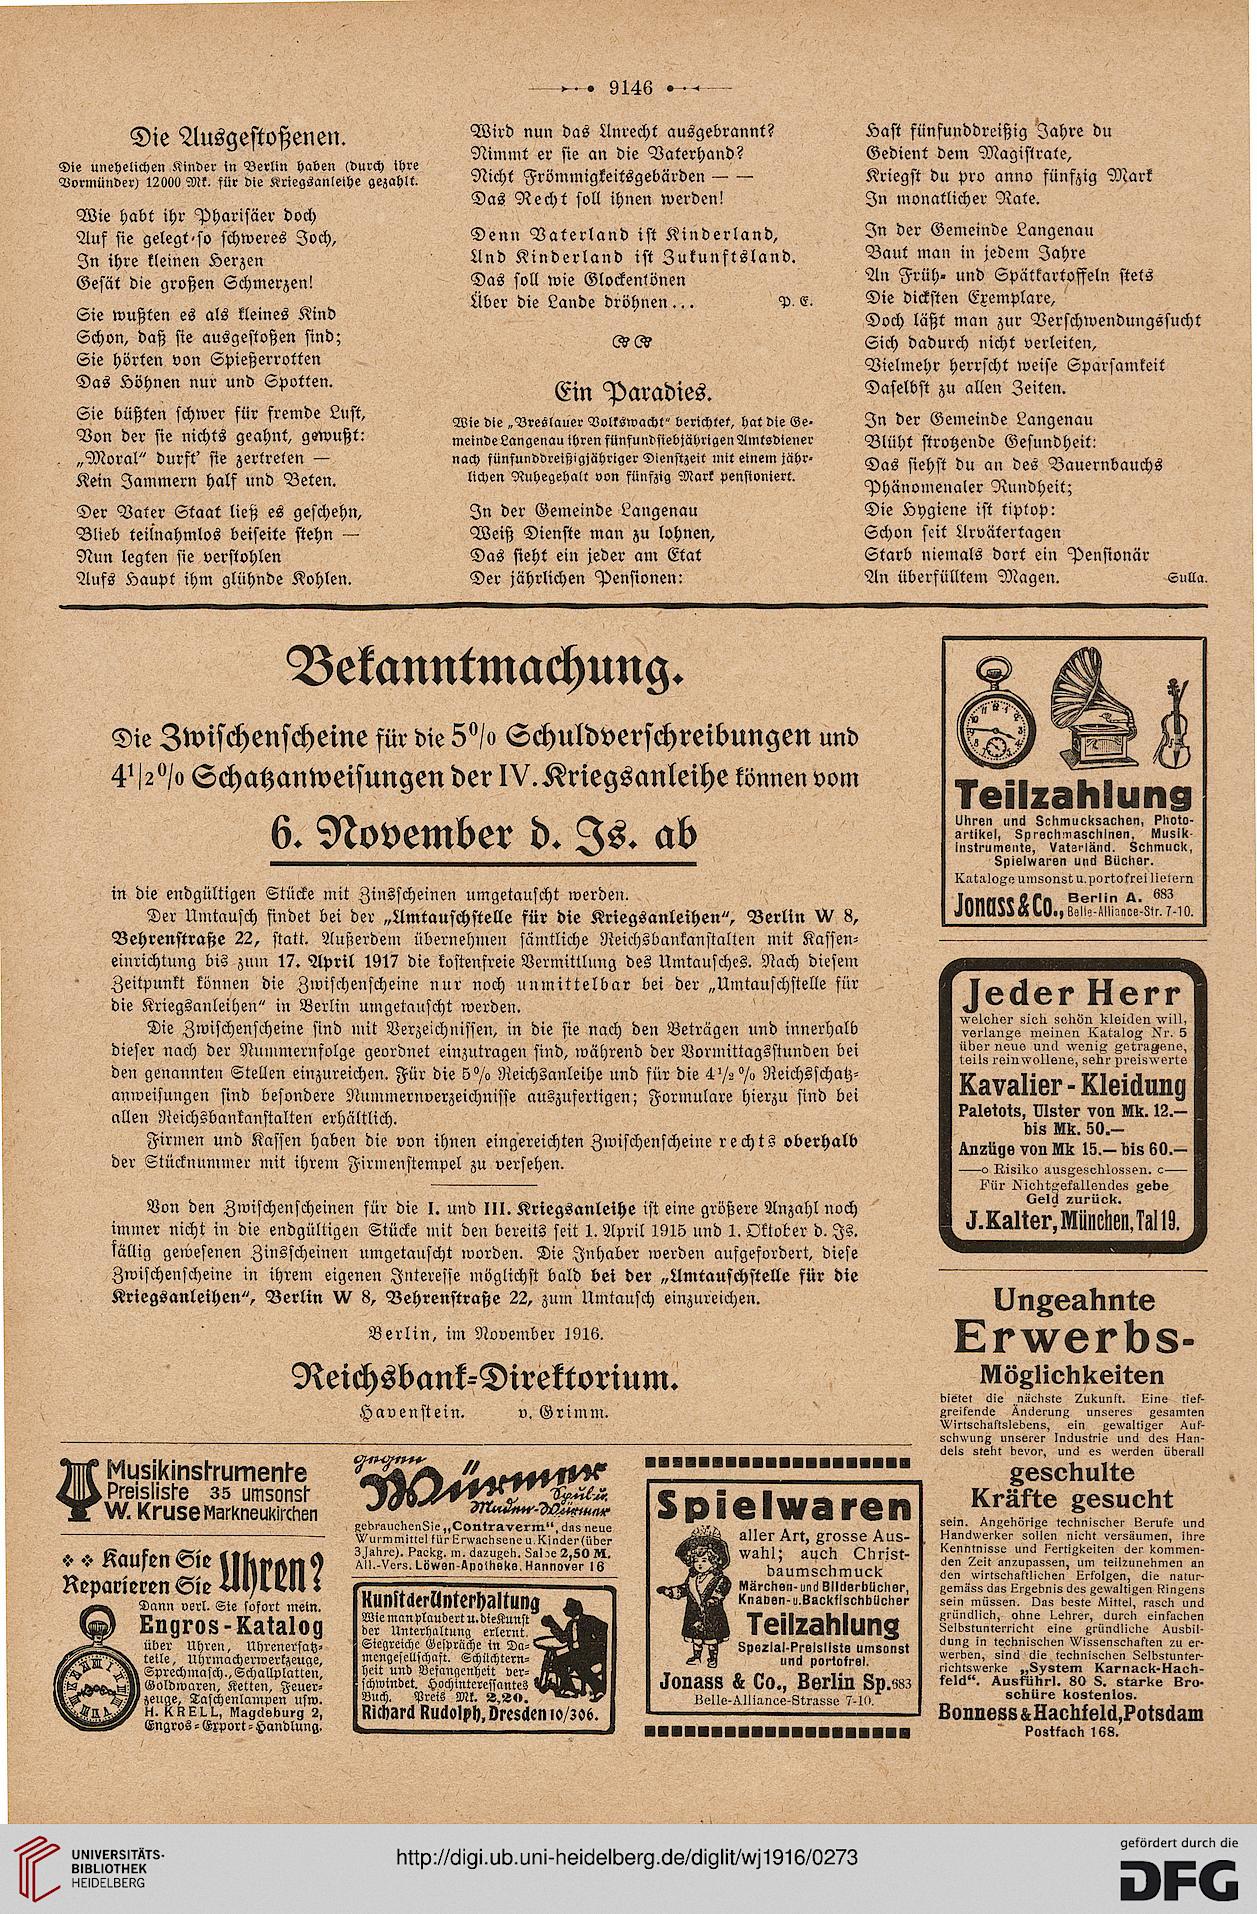 9146
Die Ausgestoßenen.
Die unehelichen Kinder in Berlin haben (durch ihre
Vormünder) 12000 Mk. für die Kriegsanleihe gezahlt.
Wie habt ihr Pharisäer doch
Auf sie gelegt so schweres Joch,
In ihre kleinen Herzen
Gesät die großen Schmerzen!
Sie wußten es als kleines Kind
Schon, daß sie ausgestoßen sind;
Sie hörten von Spießerrotten
Das Höhnen nur und Spotten.
Sie büßten schwer für fremde Lust,
Von der sie nichts geahnt, gewußt:
„Moral“ durft’ sie zertreten —
Kein Jammern half und Beten.
Der Vater Staat ließ es geschehn,
Blieb teilnahmlos beiseite stehn —
Nun legten sie verstohlen
Aufs Haupt ihm glühnde Kohlen.
Wird nun das Unrecht ausgebrannt?
Nimmt er sie an die Vaterhand?
Nicht Frömmigkeitsgebärden — —
Das Recht soll ihnen werden!
Denn Vaterland ist Kinderland,
Und Kinderland ist Zukunftsland.
Das soll wie Glockentönen
Über die Lande dröhnen... P. E.
Ein Paradies.
Wie die „Breslauer Volkswacht“ berichtet, hat die Ge-
meinde Langenau ihren fünfundsiebzigjährigen Amtsdiener
nach fünfunddreißigjähriger Dienstzeit mit einem jähr-
lichen Ruhegehalt von fünfzig Mark pensioniert.
In der Gemeinde Langenau
Weiß Dienste man zu lohnen,
Das sieht ein jeder am Etat
Der jährlichen Pensionen:
Hast fünfunddreißig Jahre du
Gedient dem Magistrate,
Kriegst du pro anno fünfzig Mark
In monatlicher Rate.
In der Gemeinde Langenau
Baut man in jedem Jahre
An Früh- und Spätkartoffeln stets
Die dicksten Exemplare,
Doch läßt man zur Verschwendungssucht
Sich dadurch nicht verleiten,
Vielmehr herrscht weise Sparsamkeit
Daselbst zu allen Zeiten.
In der Gemeinde Langenau
Blüht strotzende Gesundheit:
Das siehst du an des Bauernbauchs
Phänomenaler Rundheit;
Die Hygiene ist tiptop:
Schon seit Urvätertagen
Starb niemals dort ein Pensionär
An überfülltem Magen. Sulla.
Bekanntmachung.
Die Zwischenscheine für die 5% Schuldverschreibungen und
4 1/2 % Schatzanweisungen der IV. Kriegsanleihe können vom
6. November d. Js. ab
in die endgültigen Stücke mit Zinsscheinen umgetauscht werden.
Der Umtausch findet bei der „Umtauschstelle für die Kriegsanleihen“, Berlin W 8,
Behrenstraße 22, statt. Außerdem übernehmen sämtliche Reichsbankanstalten mit Kassen-
einrichtung bis zum 17. April 1917 die kostenfreie Vermittlung des Umtausches. Nach diesem
Zeitpunkt können die Zwischenscheine nur noch unmittelbar bei der „Umtauschstelle für
die Kriegsanleihen“ in Berlin umgetauscht werden.
Die Zwischenscheine sind mit Verzeichnissen, in die sie nach den Beträgen und innerhalb
dieser nach der Nummernfolge geordnet einzutragen sind, während der Vormittagsstunden bei
den genannten Stellen einzureichen. Für die 5% Reichsanleihe und für die 4 1/2 % Reichsschatz-
anweisungen sind besondere Nummernverzeichnisse auszufertigen; Formulare hierzu sind bei
allen Reichsbankanstalten erhältlich.
Firmen und Kassen haben die von ihnen eingereichten Zwischenscheine rechts oberhalb
der Stücknummer mit ihrem Firmenstempel zu versehen.
Von den Zwischenscheinen für die I. und III. Kriegsanleihe ist eine größere Anzahl noch
immer nicht in die endgültigen Stücke mit den bereits seit 1. April 1915 und 1. Oktober d. Js.
fällig gewesenen Zinsscheinen umgetauscht worden. Die Inhaber werden aufgefordert, diese
Zwischenscheine in ihrem eigenen Interesse möglichst bald bei der „Umtauschstelle für die
Kriegsanleihen“, Berlin W 8, Behrenstraße 22, zum Umtausch einzureichen.
Berlin, im November 1916.
Reichsbank-Direktorium.
Havenstein. v. Grimm.
Teilzahlung
Uhren und Schmucksachen, Photo-
artikel, Sprechmaschinen, Musik-
instrumente, Vaterländ. Schmuck,
Spielwaren und Bücher.
Kataloge umsonst u. portofrei liefern
Jonass & Co., Berlin A. 683
Belle-Alliance-Str. 7-10.
Jeder Herr
welcher sich schön kleiden will,
verlange meinen Katalog Nr. 5
über neue und wenig getragene,
teils reinwollene, sehr preiswerte
Kavalier-Kleidung
Paletots, Ulster von Mk. 12.—
bis Mk. 50.—
Anzüge von Mk 15.— bis 60.—
Risiko ausgeschlossen.
Für Nichtgefallendes gebe
Geld zurück.
J. Kalter, München, Tal 19.
Ungeahnte
Erwerbs-
Möglichkeiten
bietet die nächste Zukunft. Eine tief-
greifende Änderung unseres gesamten
Wirtschaftslebens, ein gewaltiger Auf-
schwung unserer Industrie und des Han-
dels steht bevor, und es werden überall
geschulte
Kräfte gesucht
sein. Angehörige technischer Berufe und
Handwerker sollen nicht versäumen, ihre
Kenntnisse und Fertigkeiten der kommen-
den Zeit anzupassen, um teilzunehmen an
den wirtschaftlichen Erfolgen, die natur-
gemäss das Ergebnis des gewaltigen Ringens
sein müssen. Das beste Mittel, rasch und
gründlich, ohne Lehrer, durch einfachen
Selbstunterricht eine gründliche Ausbil-
dung in technischen Wissenschaften zu er-
werben, sind die technischen Selbstunter-
richtswerke „System Karnack-Hach-
feld“. Ausführl. 80 S. starke Bro-
schüre kostenlos.
Bonness & Hachfeld, Potsdam
Postfach 168.
Musikinstrumente
Preisliste 35 umsonst
W. Kruse Markneukirchen
Kaufen Sie
Reparieren Sie Uhren?
Dann verl. Sie sofort mein.
Engros-Katalog
über Uhren, Uhrenersatz-
teile, Uhrmacherwerkzeuge,
Sprechmasch., Schallplatten,
Goldwaren, Ketten, Feuer-
zeuge, Taschenlampen usw.
H. KRELL, Magdeburg 2,
Engros-Export-Handlung.
gegen
Würmer
Spul- u.
Maden-Würmer
gebrauchen Sie „Contraverm“, das neue
Wurmmittel für Erwachsene u. Kinder (über
3 Jahre). Packg. m. dazugeh. Salbe 2,50 M.
All.-Vers. Löwen-Apotheke, Hannover 16
Kunst der Unterhaltung
Wie man plaudert u. die Kunst
der Unterhaltung erlernt.
Siegreiche Gespräche in Da-
mengesellschaft. Schüchtern-
heit und Befangenheit ver-
schwindet. Hochinteressantes
Buch. Preis Mk. 2,20.
Richard Rudolph, Dresden 10/306.
Spielwaren
aller Art, grosse Aus-
wahl; auch Christ-
baumschmuck
Märchen- und Bilderbücher,
Knaben- u. Backfischbücher
Teilzahlung
Spezial-Preisliste umsonst
und portofrei.
Jonass & Co., Berlin Sp. 683
Belle-Alliance-Strasse 7-10.
UNIVERSITÄTS-
BIBLIOTHEK
HEIDELBERG
http://digi.ub.uni-heidelberg.de/diglit/wj1916/0273
gefördert durch die
DFG